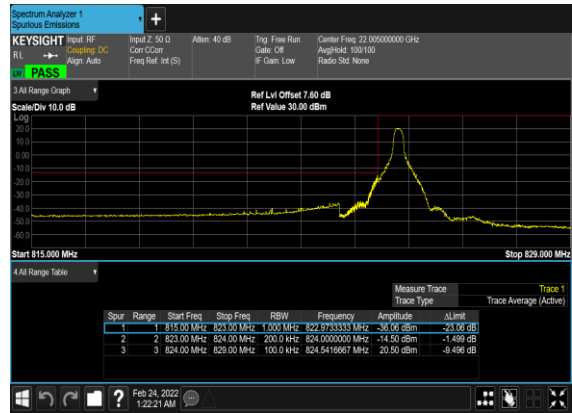 Spectrum Analyzer 1
Spurious Emissions
+
KEYSIGHT Input: RF Input Z: 50 Ω Atten: 40 dB Trig: Free Run Center Freq: 22.005000000 GHz
RL Coupling: DC Corr CCorr Gate: Off Avg|Hold: 100/100
Align: Auto Freq Ref: Int (S) IF Gain: Low Radio Std: None
PASS
3 All Range Graph
Ref Lvl Offset 7.60 dB
Scale/Div 10.0 dB Ref Value 30.00 dBm
Log
20.0
10.0
0.00
-10.0
-20.0
-30.0
-40.0
-50.0
-60.0
Start 815.000 MHz Stop 829.000 MHz
4 All Range Table
Measure Trace Trace 1
Trace Type Trace Average (Active)
Spur Range Start Freq Stop Freq RBW Frequency Amplitude ΔLimit
1 1 815.00 MHz 823.00 MHz 1.000 MHz 822.9733333 MHz -36.06 dBm -23.06 dB
2 2 823.00 MHz 824.00 MHz 200.0 kHz 824.0000000 MHz -14.50 dBm -1.499 dB
3 3 824.00 MHz 829.00 MHz 100.0 kHz 824.5416667 MHz 20.50 dBm -9.496 dB
? Feb 24, 2022
1:22:21 AM